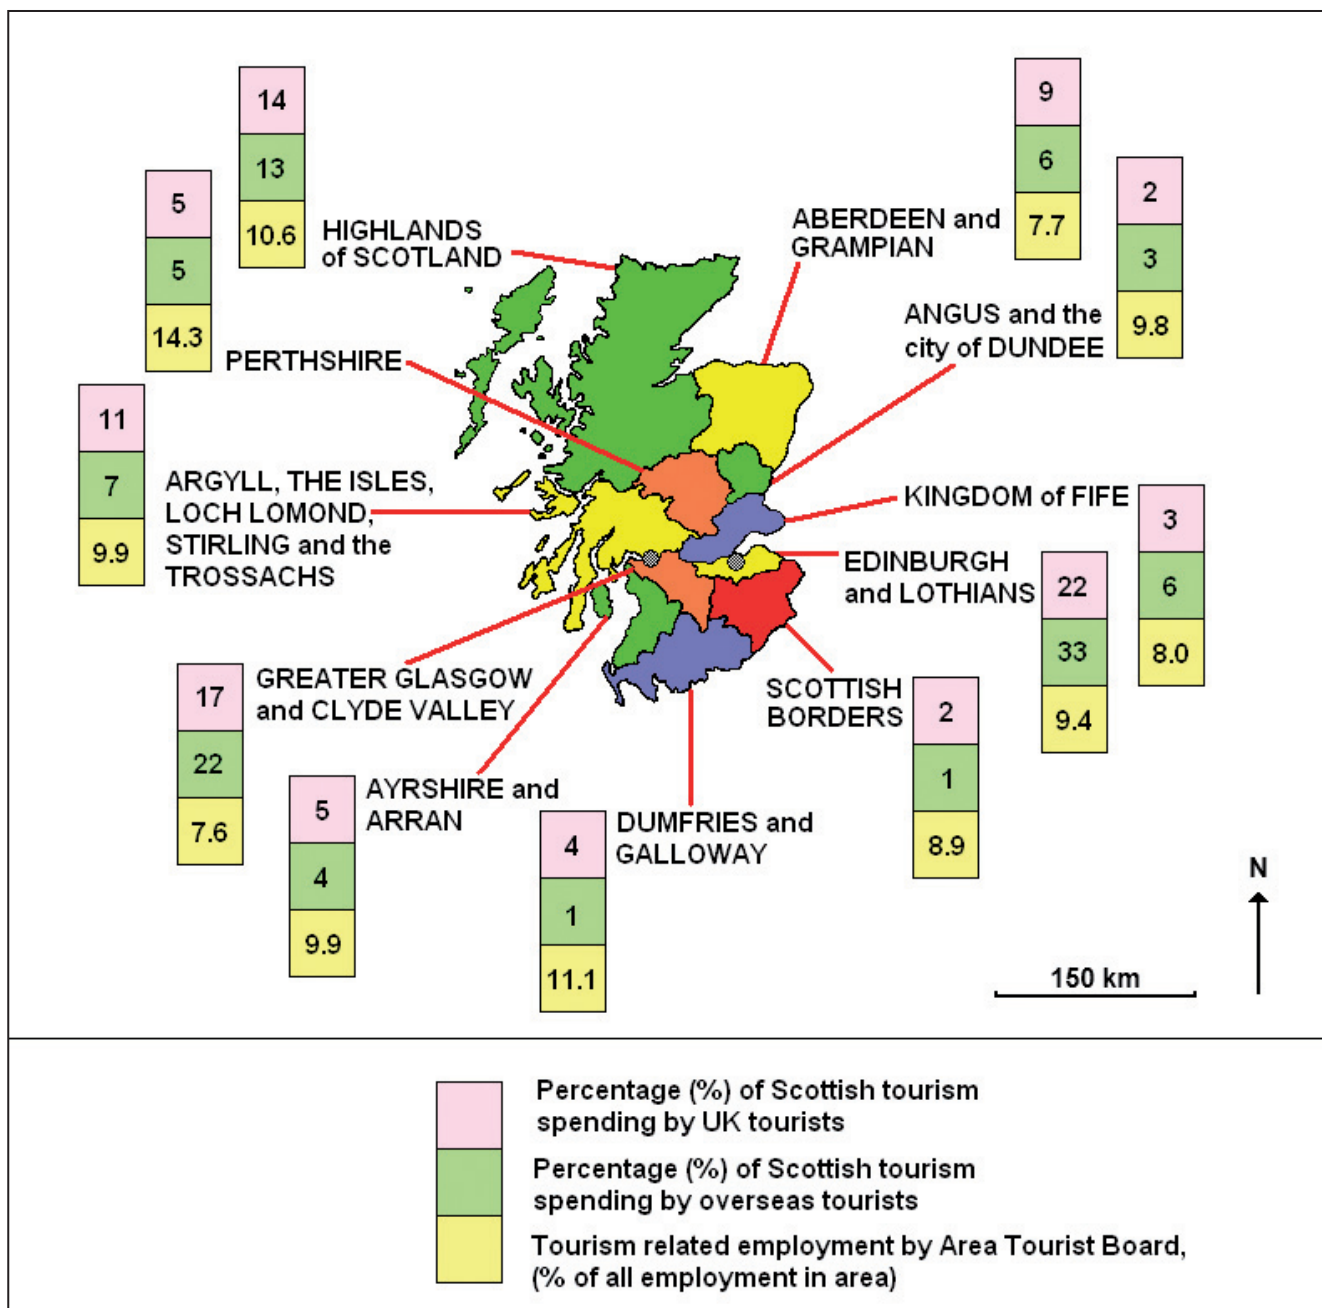 14
13
10.6
HIGHLANDS
of SCOTLAND
5
5
14.3
PERTHSHIRE
11
7
9.9
ARGYLL, THE ISLES,
LOCH LOMOND,
STIRLING and the
TROSSACHS
9
6
7.7
ABERDEEN and
GRAMPIAN
2
3
9.8
ANGUS and the
city of DUNDEE
KINGDOM of FIFE
3
6
8.0
EDINBURGH
and LOTHIANS
22
33
9.4
17
22
7.6
GREATER GLASGOW
and CLYDE VALLEY
5
4
9.9
AYRSHIRE and
ARRAN
4
1
11.1
DUMFRIES and
GALLOWAY
SCOTTISH
BORDERS
2
1
8.9
N
150 km
Percentage (%) of Scottish tourism
spending by UK tourists
Percentage (%) of Scottish tourism
spending by overseas tourists
Tourism related employment by Area Tourist Board,
(% of all employment in area)